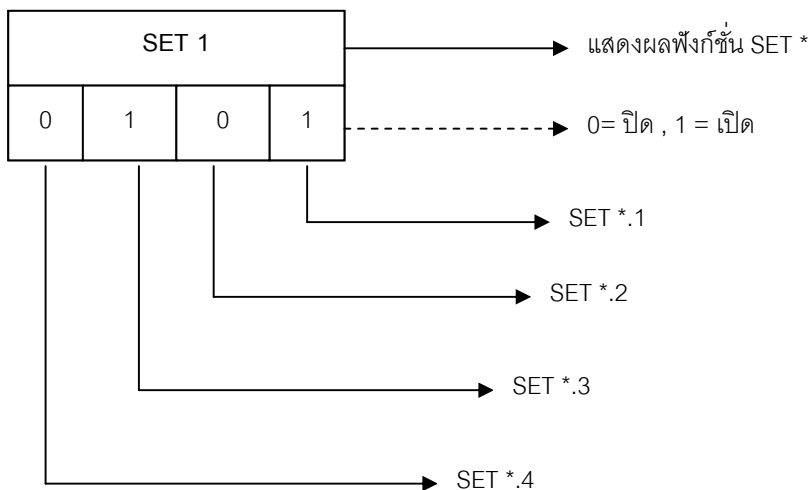 SET 1
แสดงผลฟังก์ชั่น SET *
0 1 0 1
0= ปิด , 1 = เปิด
SET *.1
SET *.2
SET *.3
SET *.4